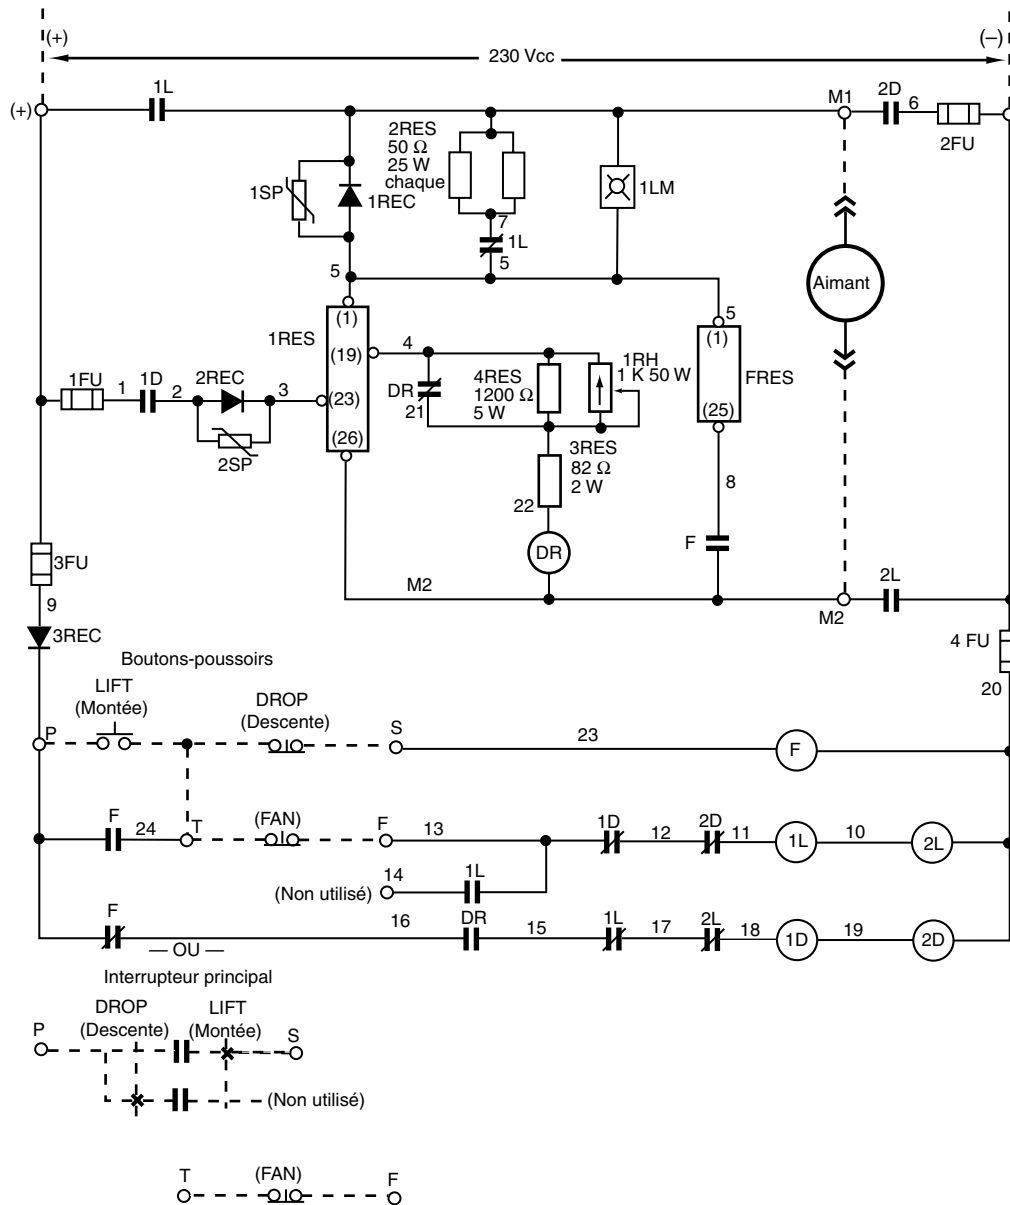 (+)
230 Vcc
(–)
(+)
1L
M1
2D
6
2FU
2RES
50 Ω
25 W
chaque
1SP
1REC
1LM
7
1L
5
5
Aimant
1RES
(1)
(19)
(23)
(26)
4
DR
21
4RES
1200 Ω
5 W
1RH
1 K 50 W
5
(1)
FRES
(25)
1FU
1
1D
2
2REC
3
2SP
3RES
82 Ω
2 W
22
DR
8
F
M2
M2
2L
3FU
9
3REC
4 FU
20
Boutons-poussoirs
LIFT
(Montée)
DROP
(Descente)
P
S
23
F
F
24
T
(FAN)
F
13
1D
12
2D
11
1L
10
2L
14
1L
(Non utilisé)
F
16
DR
15
1L
17
2L
18
1D
19
2D
— OU —
Interrupteur principal
DROP
(Descente)
LIFT
(Montée)
P
S
(Non utilisé)
T
(FAN)
F